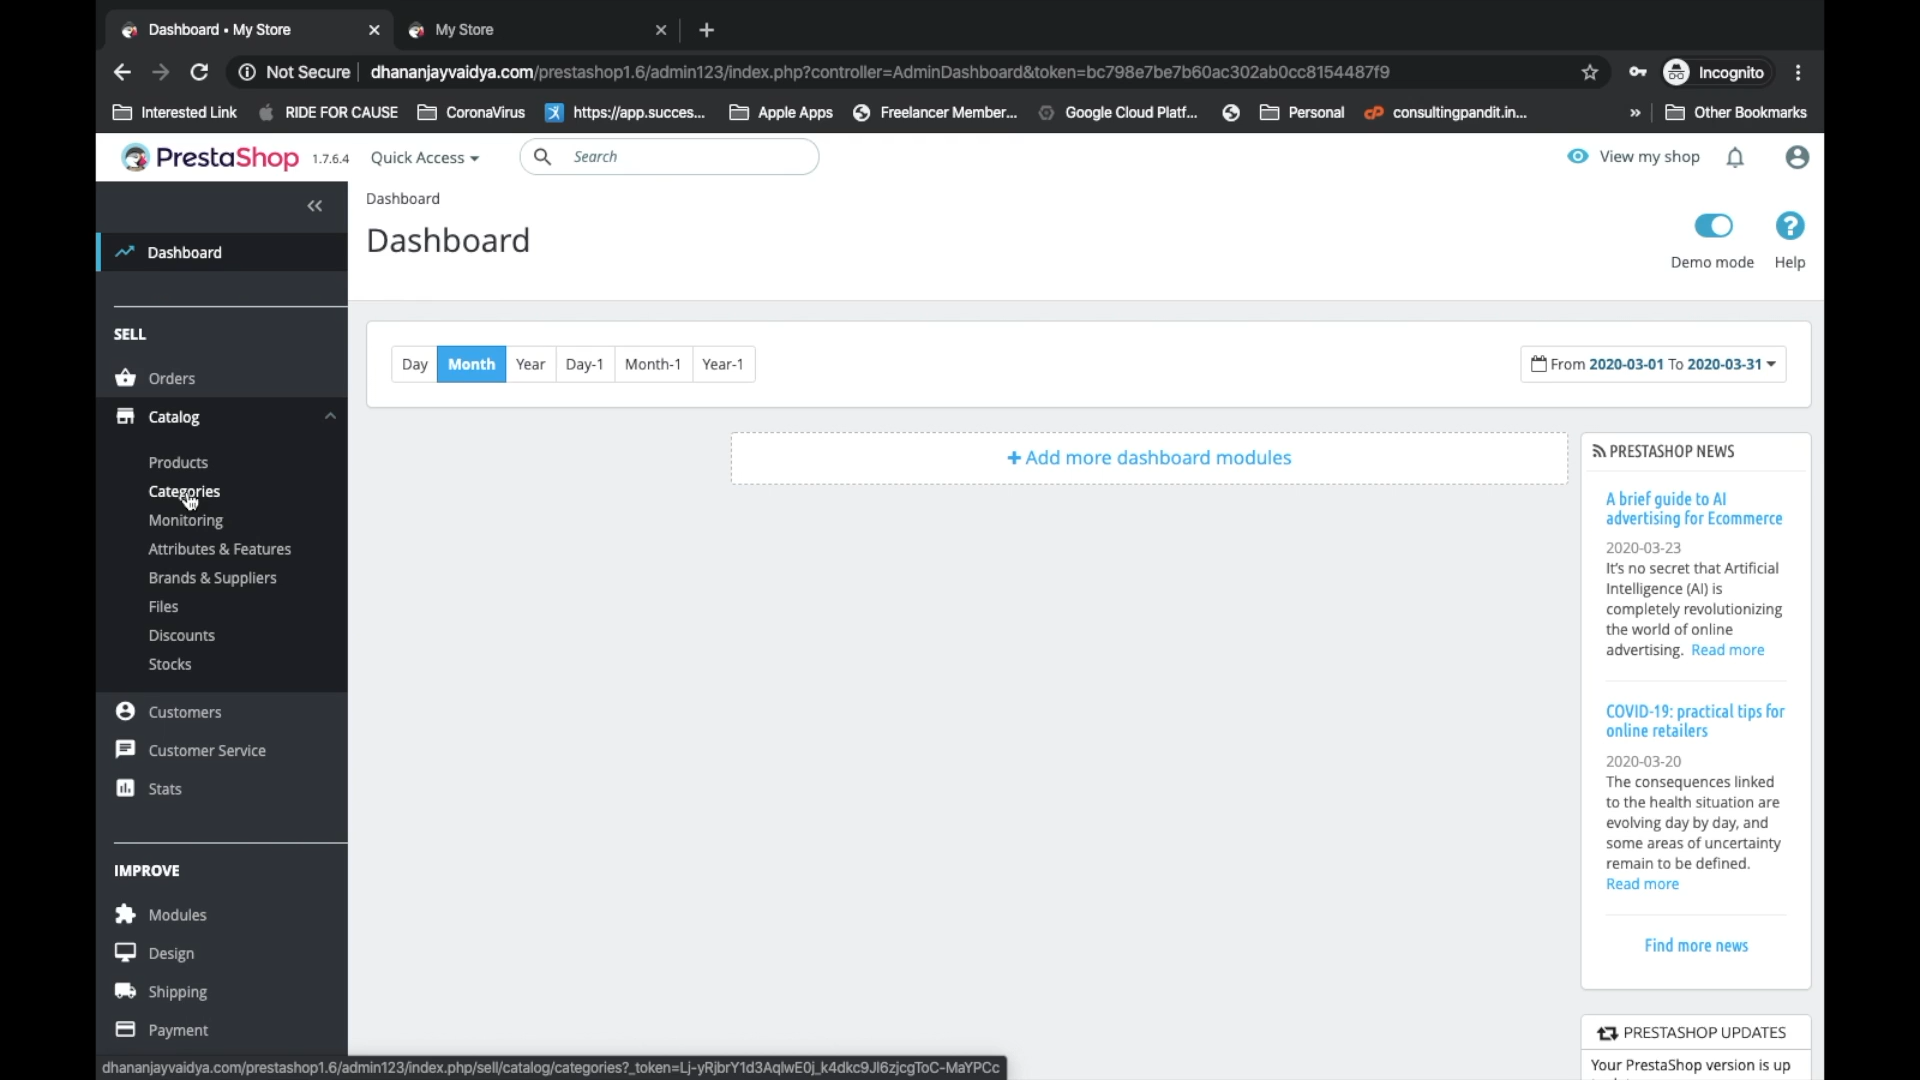 Dashboard • My Store
My Store
Not Secure dhananjayvaidya.com/prestashop1.6/admin123/index.php?controller=AdminDashboard&token=bc798e7be7b60ac302ab0cc8154487f9
Incognito
Interested Link RIDE FOR CAUSE CoronaVirus https://app.succes... Apple Apps Freelancer Member... Google Cloud Platf... Personal consultingpandit.in... » Other Bookmarks
PrestaShop 1.7.6.4 Quick Access Search View my shop
Dashboard
Dashboard
Demo mode Help
Dashboard
SELL
Orders
Catalog
Products
Categories
Monitoring
Attributes & Features
Brands & Suppliers
Files
Discounts
Stocks
Customers
Customer Service
Stats
IMPROVE
Modules
Design
Shipping
Payment
Day Month Year Day-1 Month-1 Year-1
From 2020-03-01 To 2020-03-31
+ Add more dashboard modules
PRESTASHOP NEWS
A brief guide to AI
advertising for Ecommerce
2020-03-23
It's no secret that Artificial
Intelligence (AI) is
completely revolutionizing
the world of online
advertising. Read more
COVID-19: practical tips for
online retailers
2020-03-20
The consequences linked
to the health situation are
evolving day by day, and
some areas of uncertainty
remain to be defined.
Read more
Find more news
PRESTASHOP UPDATES
Your PrestaShop version is up
dhananjayvaidya.com/prestashop1.6/admin123/index.php/sell/catalog/categories?_token=Lj-yRjbrY1d3AqlwE0j_k4dkc9JI6zjcgToC-MaYPCc